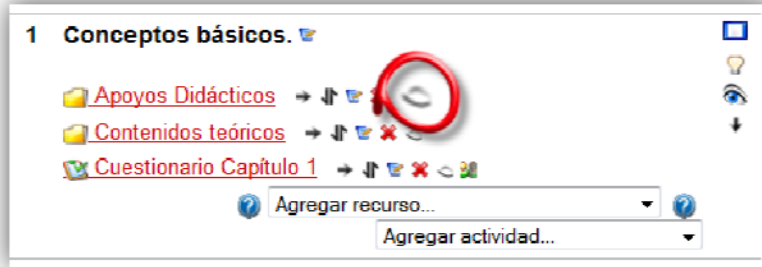 1 Conceptos básicos.
Apoyos Didácticos
Contenidos teóricos
Cuestionario Capítulo 1
Agregar recurso...
Agregar actividad...